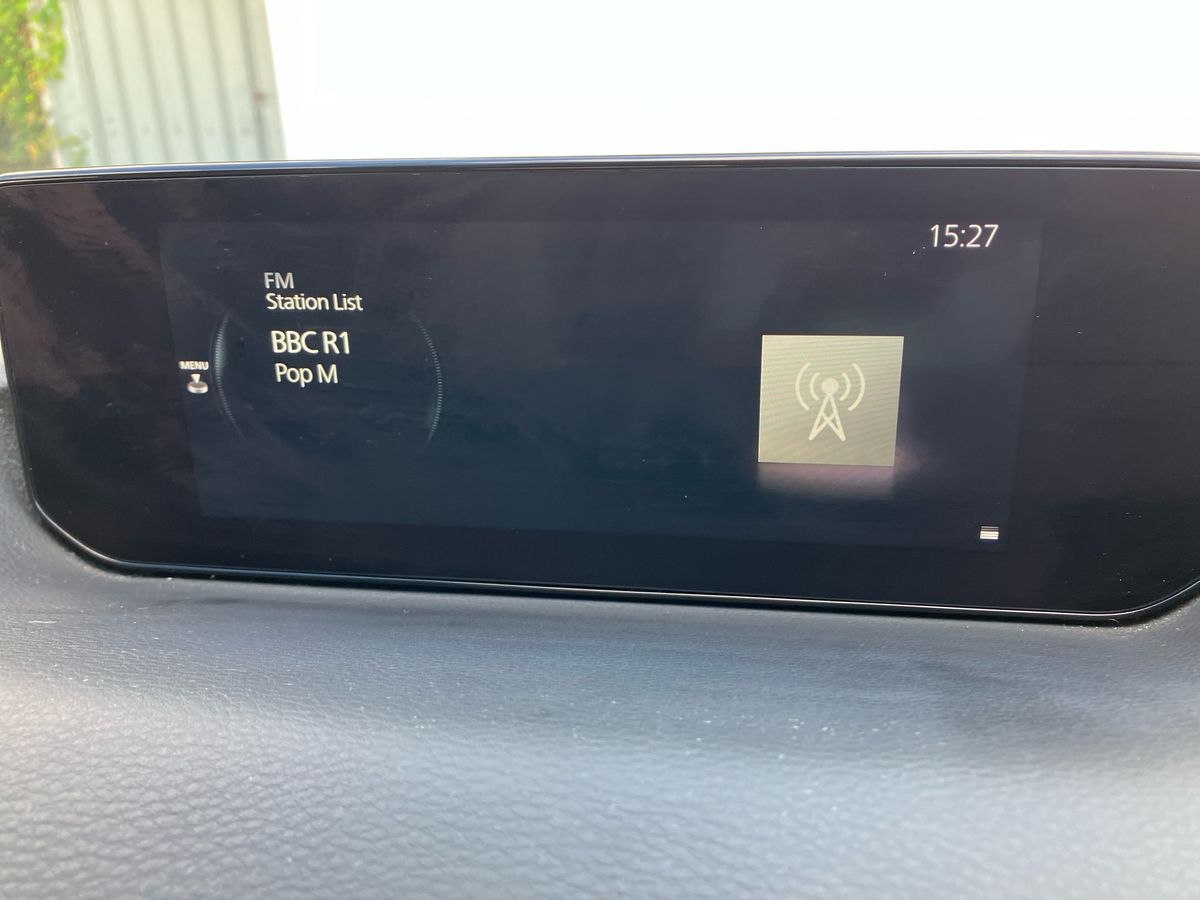 15:27
FM
Station List
BBC R1
Pop M
MENU